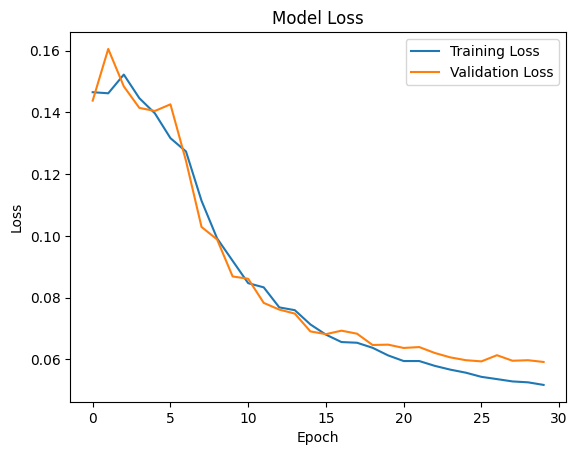 Model Loss
Training Loss
Validation Loss
0.16
0.14
0.12
0.10
0.08
0.06
Loss
0 5 10 15 20 25 30
Epoch